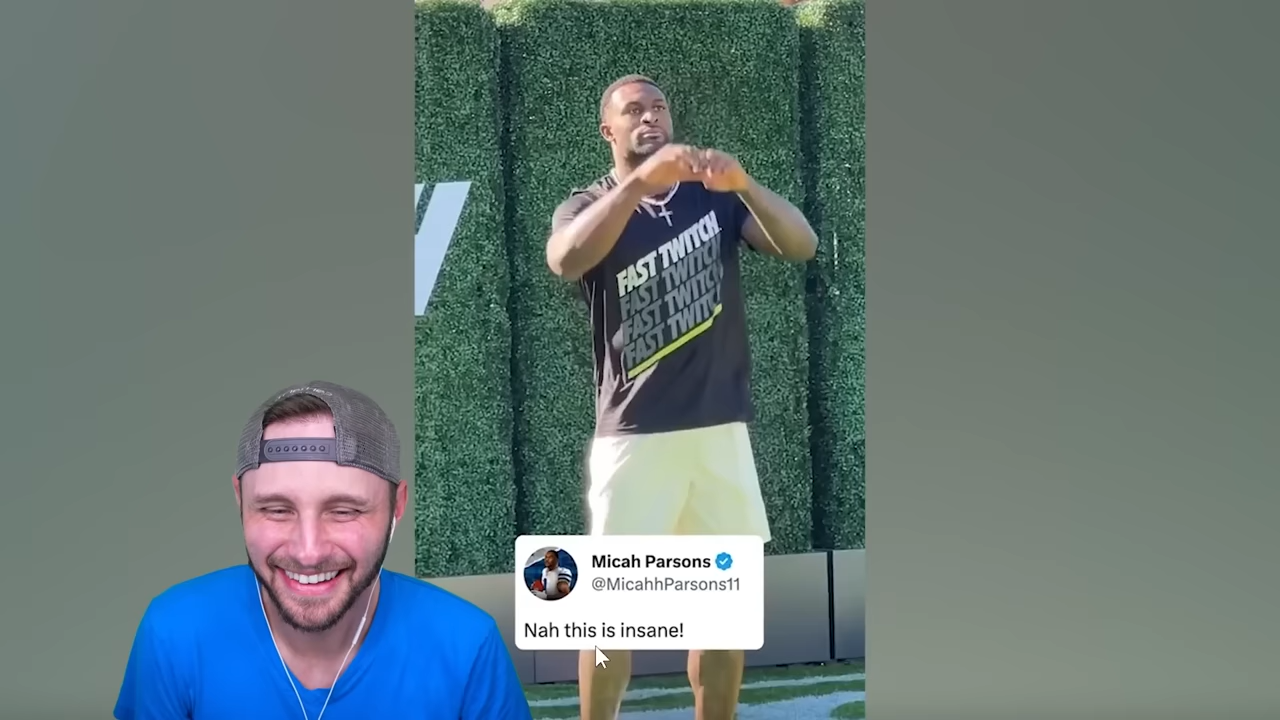 FAST TWITCH
FAST TWITCH
FAST TWITCH
FAST TWITCH
Micah Parsons
@MicahhParsons11
Nah this is insane!